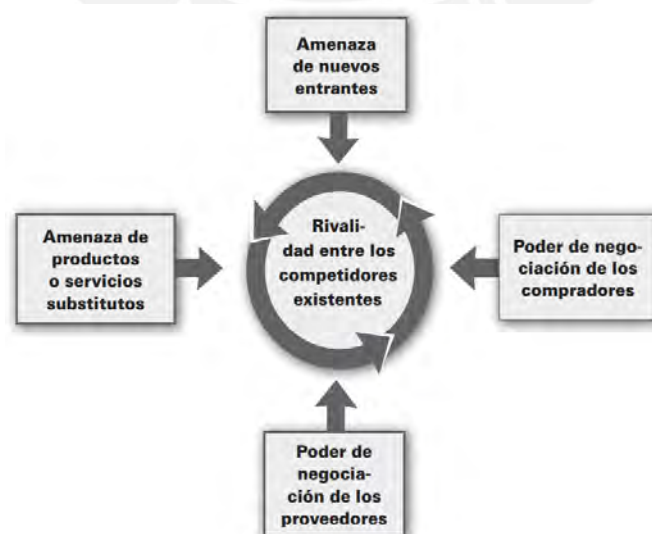 Amenaza
de nuevos
entrantes
Amenaza de
productos
o servicios
substitutos
Rivali-
dad entre los
competidores
existentes
Poder de nego-
ciación de los
compradores
Poder de
negocia-
ción de los
proveedores